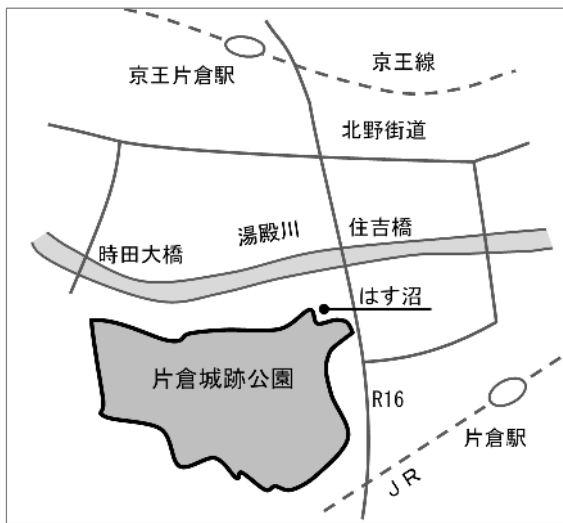 京王線
京王片倉駅
北野街道
住吉橋
湯殿川
時田大橋
はす沼
片倉城跡公園
R16
片倉駅
JR